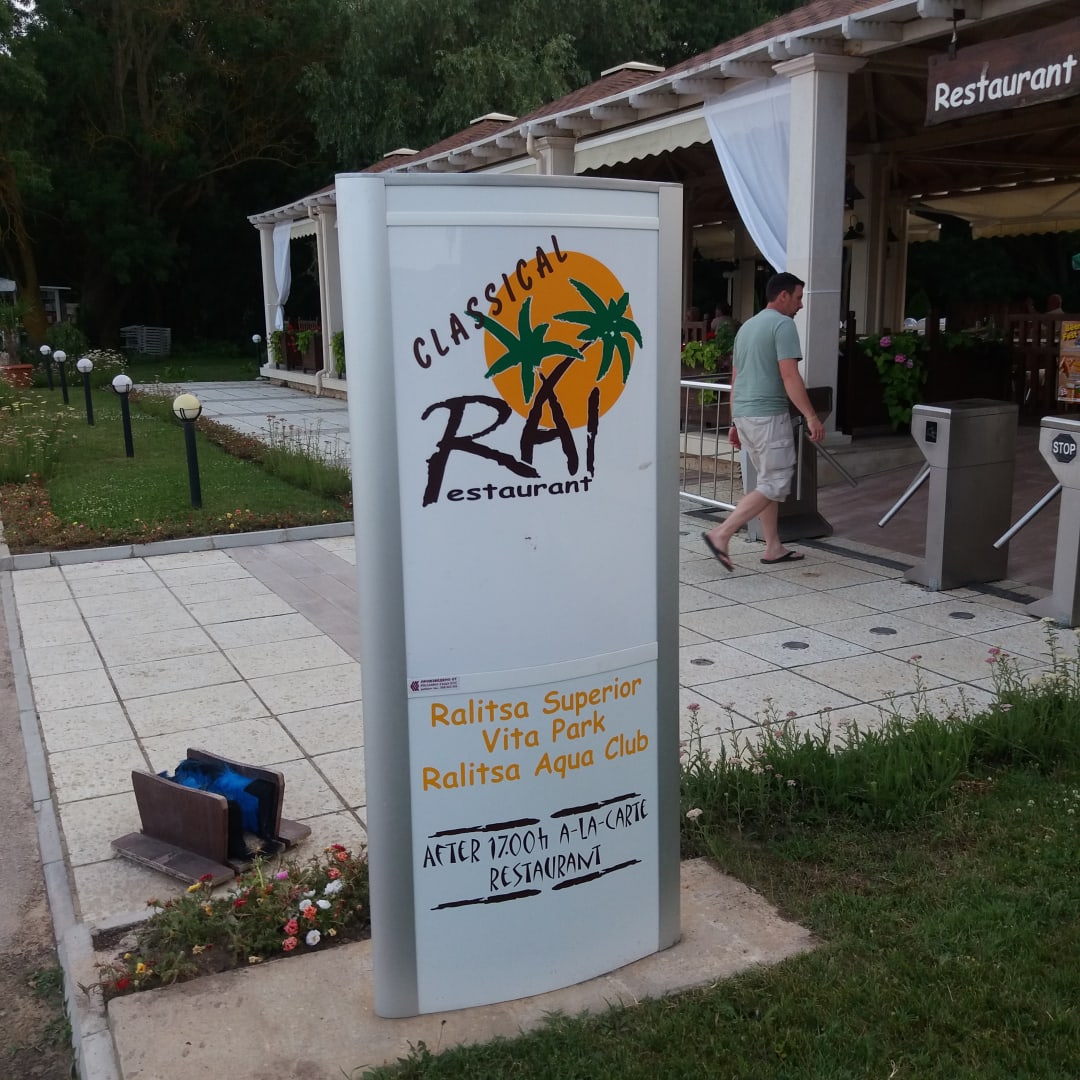 Restaurant
CLASSICAL
RAI
Restaurant
STOP
Ralitsa Superior
Vita Park
Ralitsa Aqua Club
AFTER 17.00h A-LA-CARTE
RESTAURANT